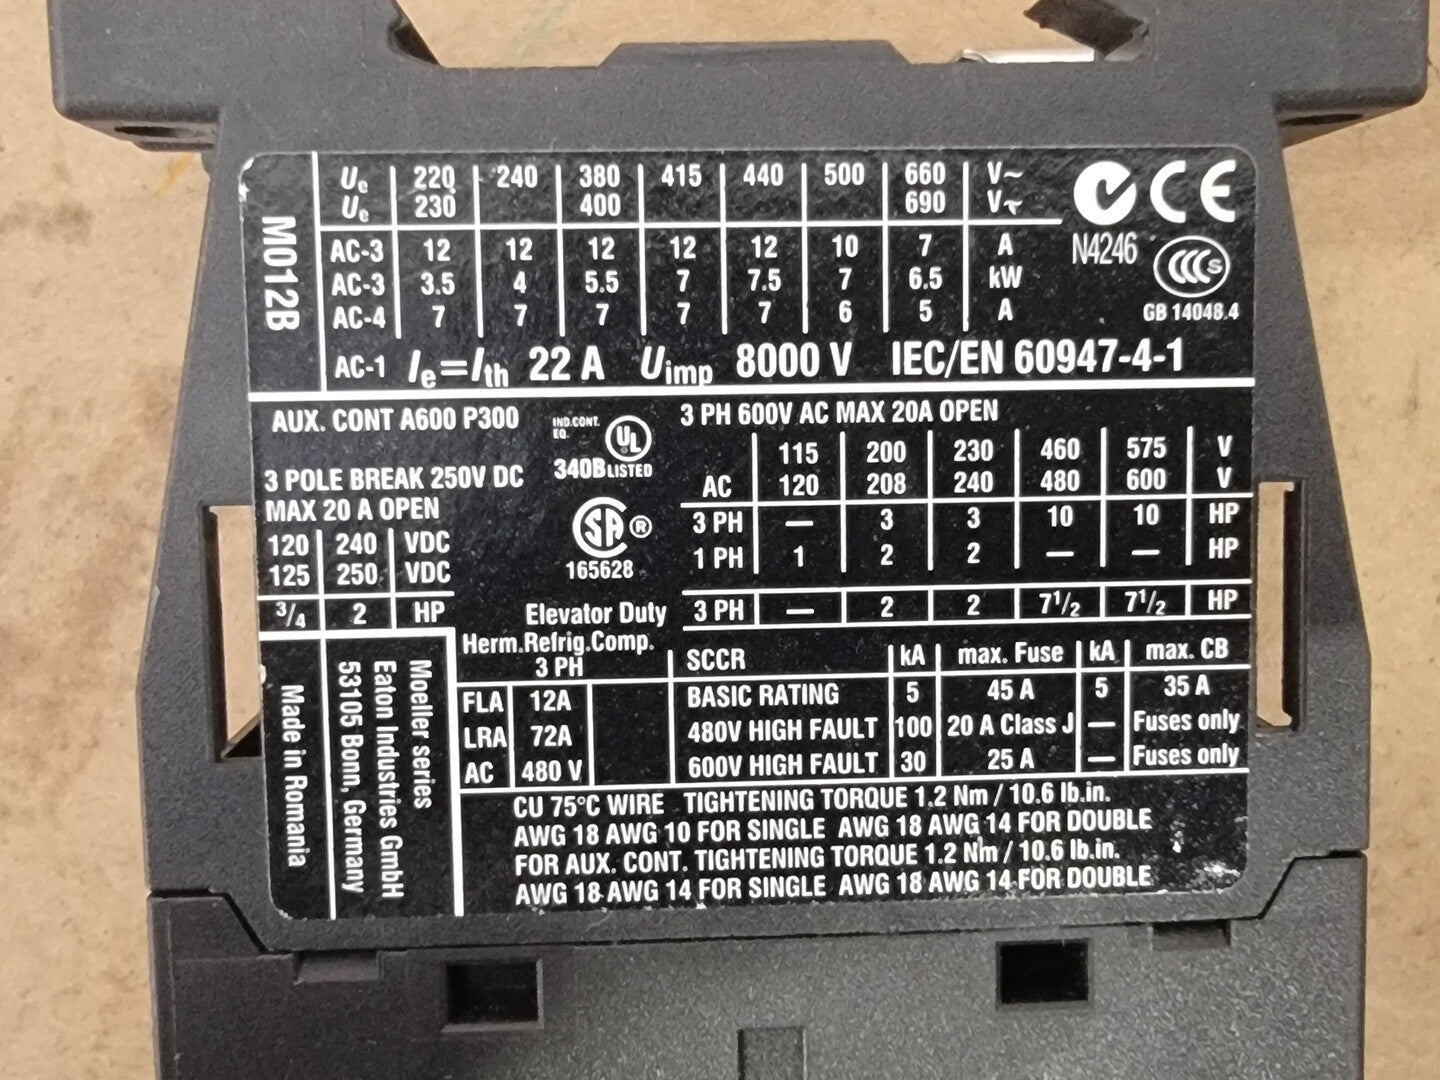 M012B
Ue 220 240 380 415 440 500 660 V~
Ue 230 400 690 V~
AC-3 12 12 12 12 12 10 7 A
AC-3 3.5 4 5.5 7 7.5 7 6.5 kW
AC-4 7 7 7 7 7 6 5 A
AC-1 Ie=Ith 22 A Uimp 8000 V IEC/EN 60947-4-1
CE
N4246
CCC S
GB 14048.4
AUX. CONT A600 P300
3 POLE BREAK 250V DC
MAX 20 A OPEN
120 240 VDC
125 250 VDC
3/4 2 HP
IND.CONT.
EQ.
UL
340B LISTED
SA ®
165628
3 PH 600V AC MAX 20A OPEN
115 200 230 460 575 V
AC 120 208 240 480 600 V
3 PH — 3 3 10 10 HP
1 PH 1 2 2 — — HP
Elevator Duty 3 PH — 2 2 7 1/2 7 1/2 HP
Herm.Refrig.Comp.
3 PH
FLA 12A
LRA 72A
AC 480 V
SCCR kA max. Fuse kA max. CB
BASIC RATING 5 45 A 5 35 A
480V HIGH FAULT 100 20 A Class J — Fuses only
600V HIGH FAULT 30 25 A — Fuses only
Moeller series
Eaton Industries GmbH
53105 Bonn, Germany
Made in Romania
CU 75°C WIRE TIGHTENING TORQUE 1.2 Nm / 10.6 lb.in.
AWG 18 AWG 10 FOR SINGLE AWG 18 AWG 14 FOR DOUBLE
FOR AUX. CONT. TIGHTENING TORQUE 1.2 Nm / 10.6 lb.in.
AWG 18 AWG 14 FOR SINGLE AWG 18 AWG 14 FOR DOUBLE